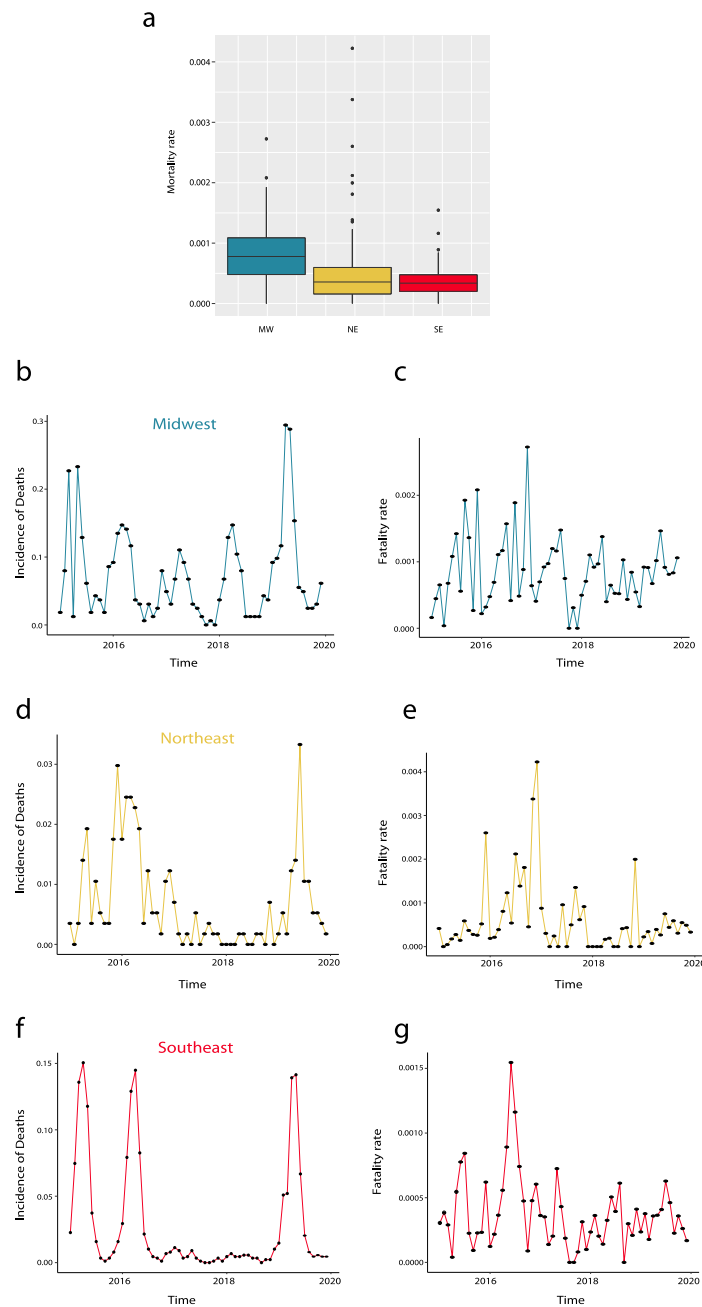 a
0.004
0.003
0.002
0.001
0.000
Mortality rate
MW NE SE
b
Midwest
0.3
0.2
0.1
0.0
Incidence of Deaths
2016 2018 2020
Time
c
0.002
0.001
0.000
Fatality rate
2016 2018 2020
Time
d
Northeast
0.03
0.02
0.01
0.00
Incidence of Deaths
2016 2018 2020
Time
e
0.004
0.003
0.002
0.001
0.000
Fatality rate
2016 2018 2020
Time
f
Southeast
0.15
0.10
0.05
0.00
Incidence of Deaths
2016 2018 2020
Time
g
0.0015
0.0010
0.0005
0.0000
Fatality rate
2016 2018 2020
Time